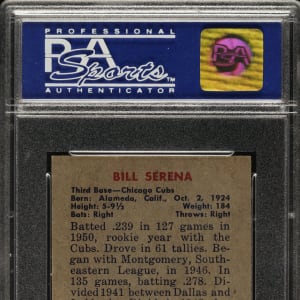 PROFESSIONAL
PSA
Sports™
AUTHENTICATOR
PSA
BILL SERENA
Third Base—Chicago Cubs
Born: Alameda, Calif., Oct. 2, 1924
Height: 5-9½ Weight: 184
Bats: Right Throws: Right
Batted .239 in 127 games in
1950, rookie year with the
Cubs. Drove in 61 tallies. Be-
gan with Montgomery, South-
eastern League, in 1946. In
135 games, batting .278. Di-
vided 1941 between Dallas and